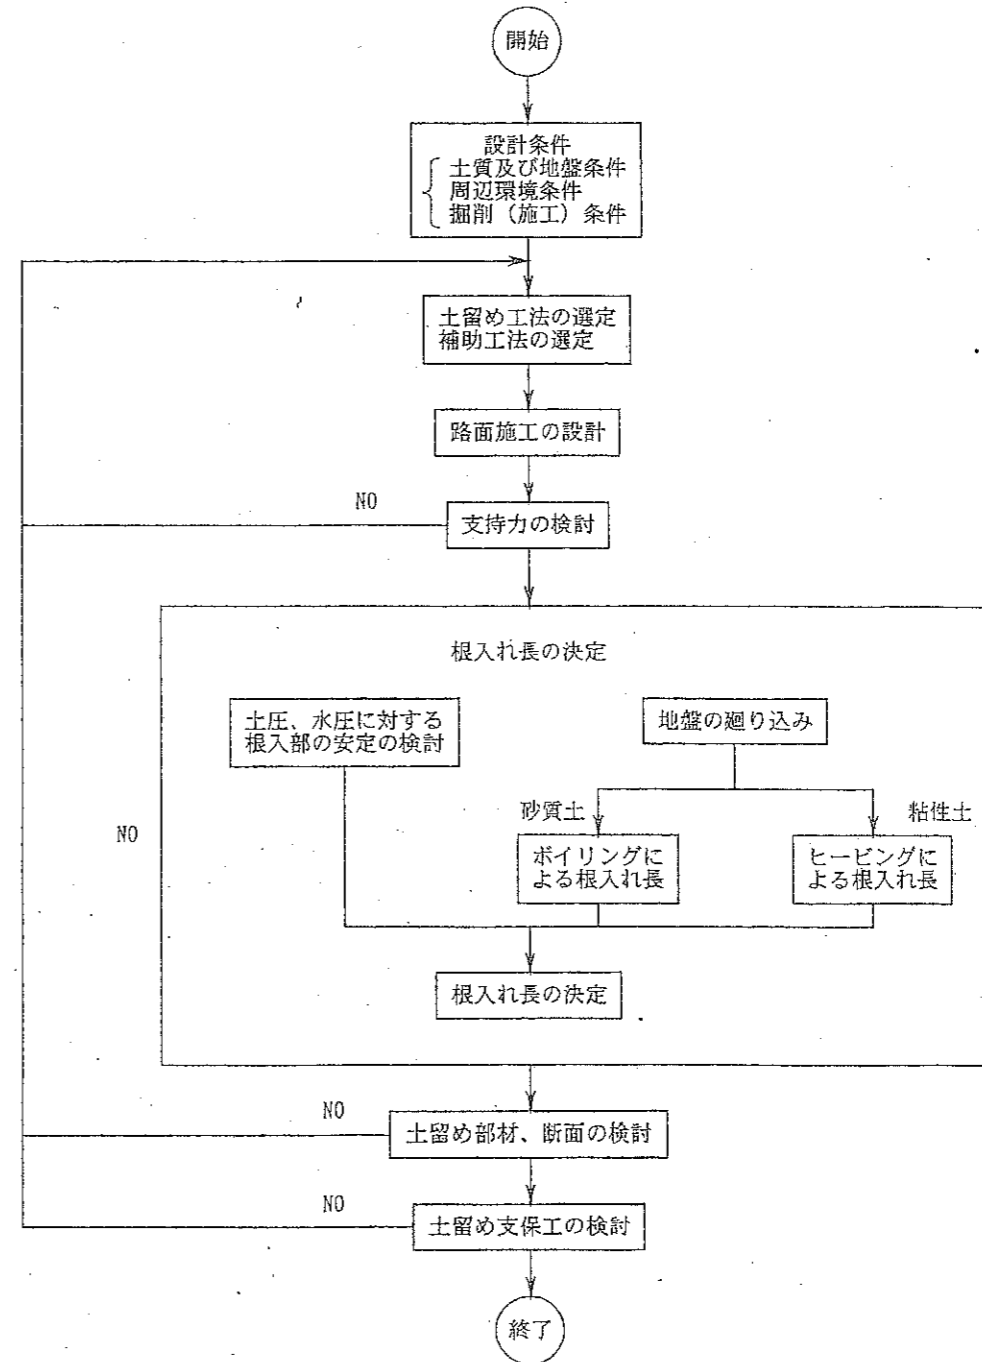 開始
設計条件
土質及び地盤条件
周辺環境条件
掘削（施工）条件
土留め工法の選定
補助工法の選定
路面施工の設計
NO
支持力の検討
根入れ長の決定
土圧、水圧に対する
根入部の安定の検討
地盤の廻り込み
NO
砂質土
粘性土
ボイリングに
よる根入れ長
ヒービングに
よる根入れ長
根入れ長の決定
NO
土留め部材、断面の検討
NO
土留め支保工の検討
終了